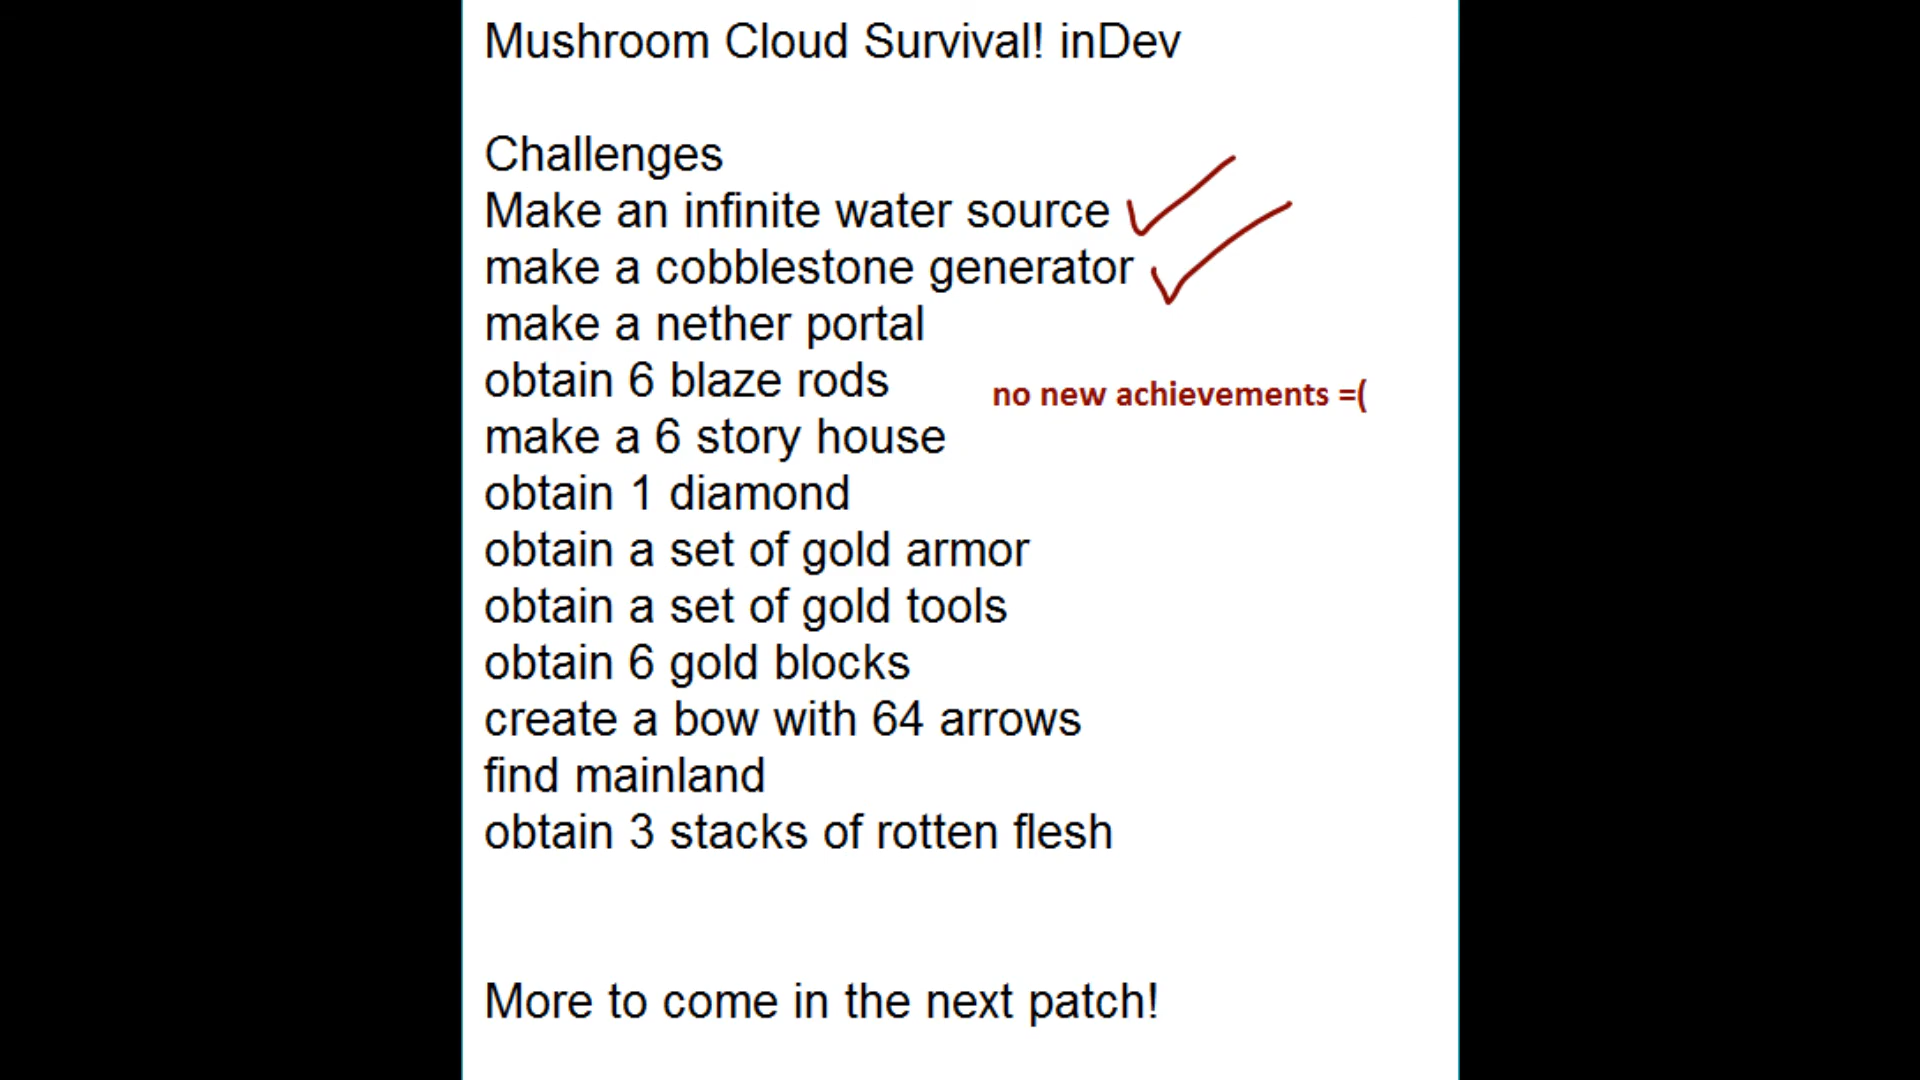 Mushroom Cloud Survival! inDev
Challenges
Make an infinite water source
make a cobblestone generator
make a nether portal
obtain 6 blaze rods
no new achievements =(
make a 6 story house
obtain 1 diamond
obtain a set of gold armor
obtain a set of gold tools
obtain 6 gold blocks
create a bow with 64 arrows
find mainland
obtain 3 stacks of rotten flesh
More to come in the next patch!